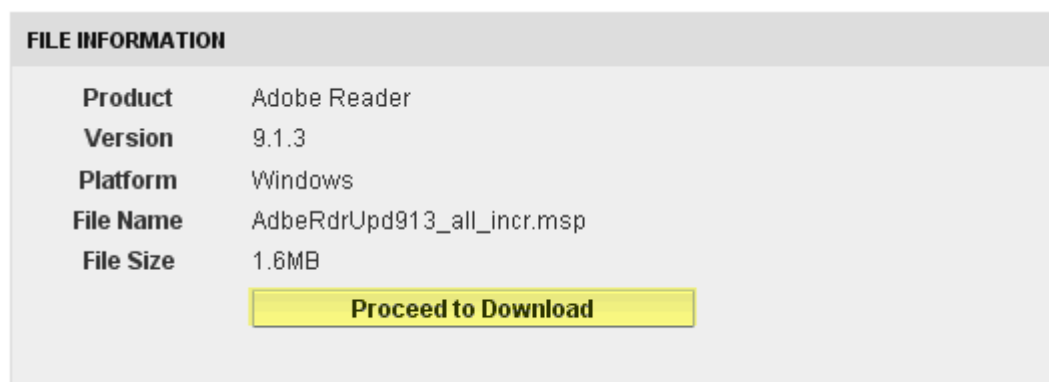 FILE INFORMATION
Product Adobe Reader
Version 9.1.3
Platform Windows
File Name AdbeRdrUpd913_all_incr.msp
File Size 1.6MB
Proceed to Download